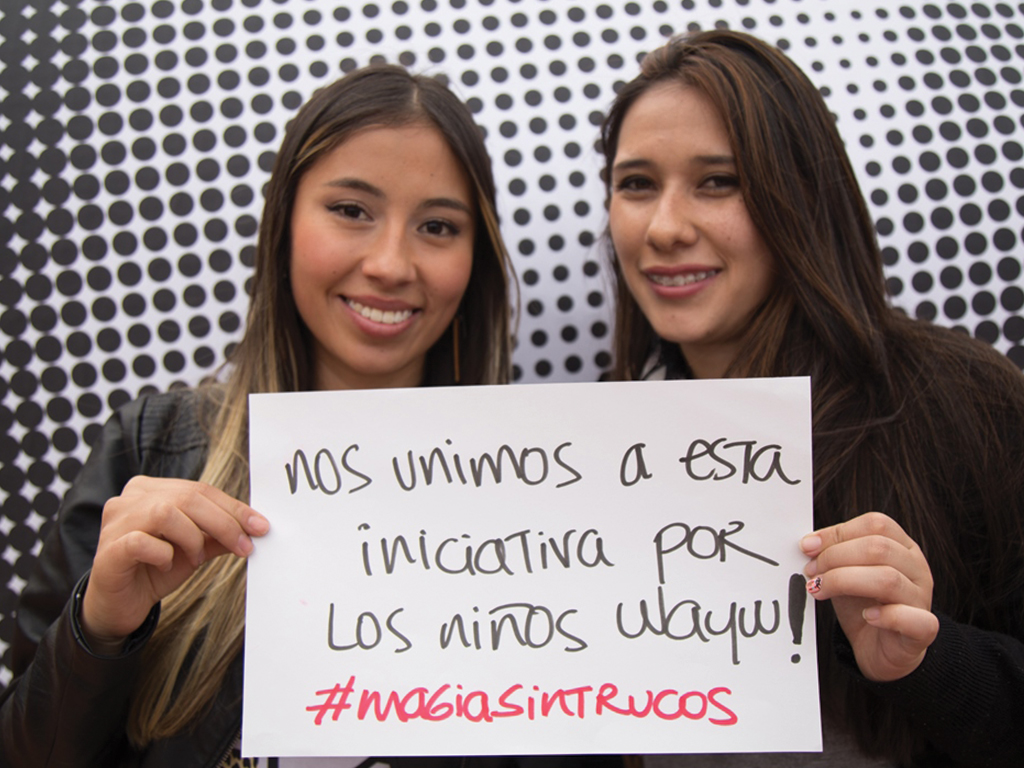 nos unimos a esta
iniciativa por
Los niños wayuu!
#magiasintrucos